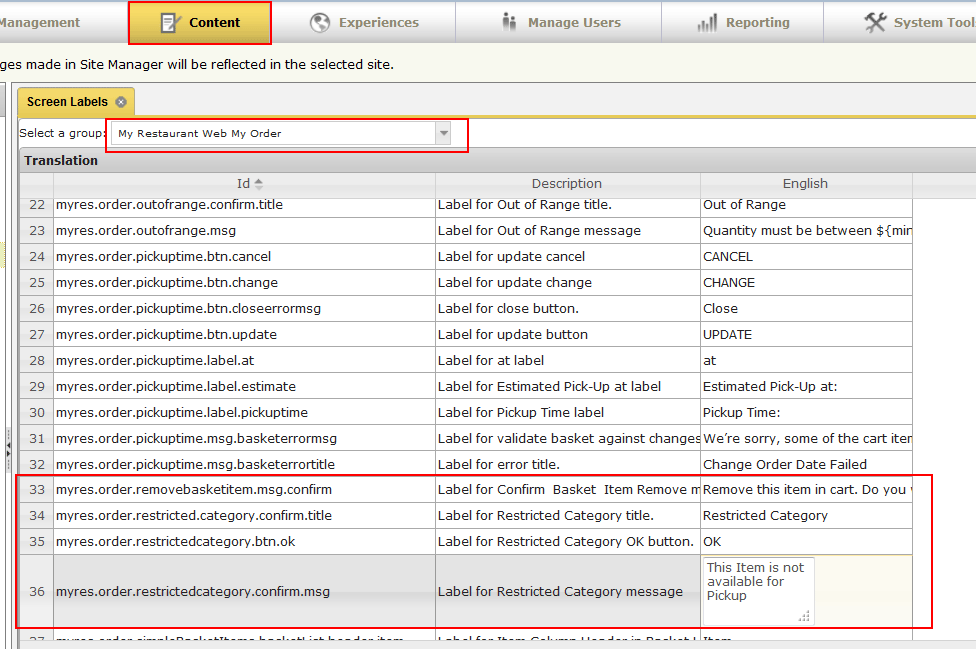 Management Content Experiences Manage Users Reporting System Tools
ges made in Site Manager will be reflected in the selected site.
Screen Labels
Select a group: My Restaurant Web My Order
Translation
Id Description English
22 myres.order.outofrange.confirm.title Label for Out of Range title. Out of Range
23 myres.order.outofrange.msg Label for Out of Range message Quantity must be between ${min
24 myres.order.pickuptime.btn.cancel Label for update cancel CANCEL
25 myres.order.pickuptime.btn.change Label for update change CHANGE
26 myres.order.pickuptime.btn.closeerrormsg Label for close button. Close
27 myres.order.pickuptime.btn.update Label for update button UPDATE
28 myres.order.pickuptime.label.at Label for at label at
29 myres.order.pickuptime.label.estimate Label for Estimated Pick-Up at label Estimated Pick-Up at:
30 myres.order.pickuptime.label.pickuptime Label for Pickup Time label Pickup Time:
31 myres.order.pickuptime.msg.basketerrormsg Label for validate basket against changes We're sorry, some of the cart item
32 myres.order.pickuptime.msg.basketerrortitle Label for error title. Change Order Date Failed
33 myres.order.removebasketitem.msg.confirm Label for Confirm Basket Item Remove m Remove this item in cart. Do you
34 myres.order.restricted.category.confirm.title Label for Restricted Category title. Restricted Category
35 myres.order.restrictedcategory.btn.ok Label for Restricted Category OK button. OK
36 myres.order.restrictedcategory.confirm.msg Label for Restricted Category message This Item is not
available for
Pickup
37 myres.order.simpleBasketItems.basketList.header.item Label for Item Column Header in Basket Item